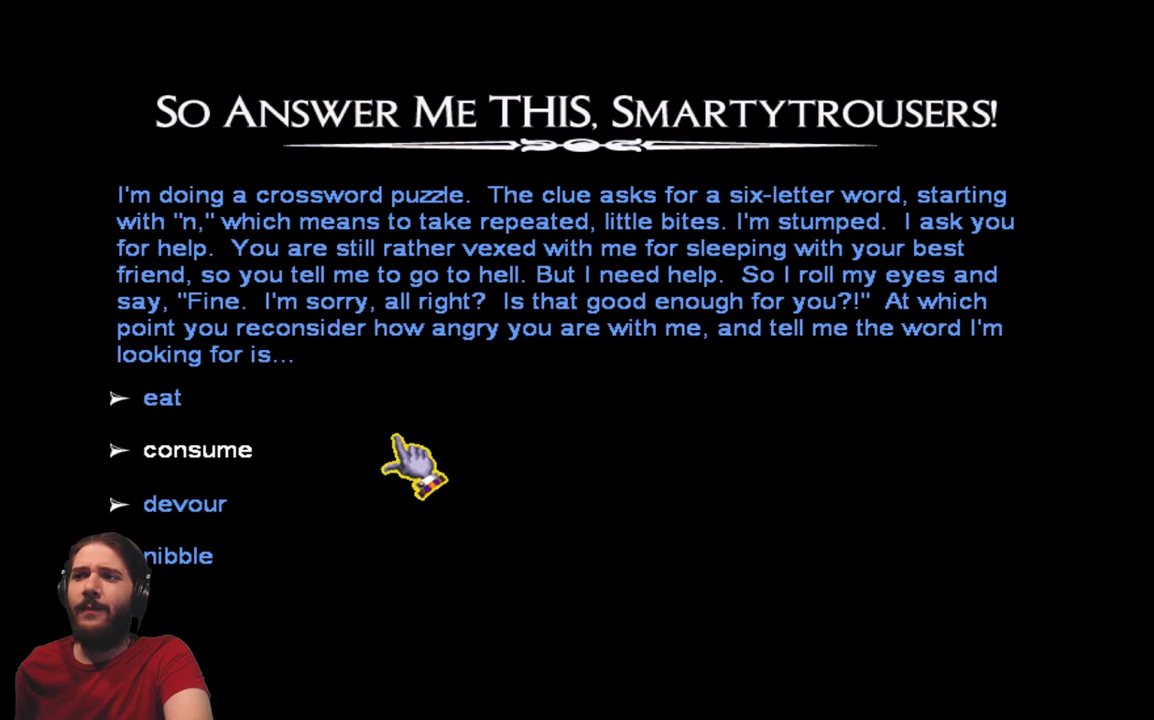 So Answer Me THIS, Smartytrousers!
I'm doing a crossword puzzle.  The clue asks for a six-letter word, starting
with "n," which means to take repeated, little bites. I'm stumped.  I ask you
for help.  You are still rather vexed with me for sleeping with your best
friend, so you tell me to go to hell. But I need help.  So I roll my eyes and
say, "Fine.  I'm sorry, all right?  Is that good enough for you?!"  At which
point you reconsider how angry you are with me, and tell me the word I'm
looking for is...
eat
consume
devour
nibble